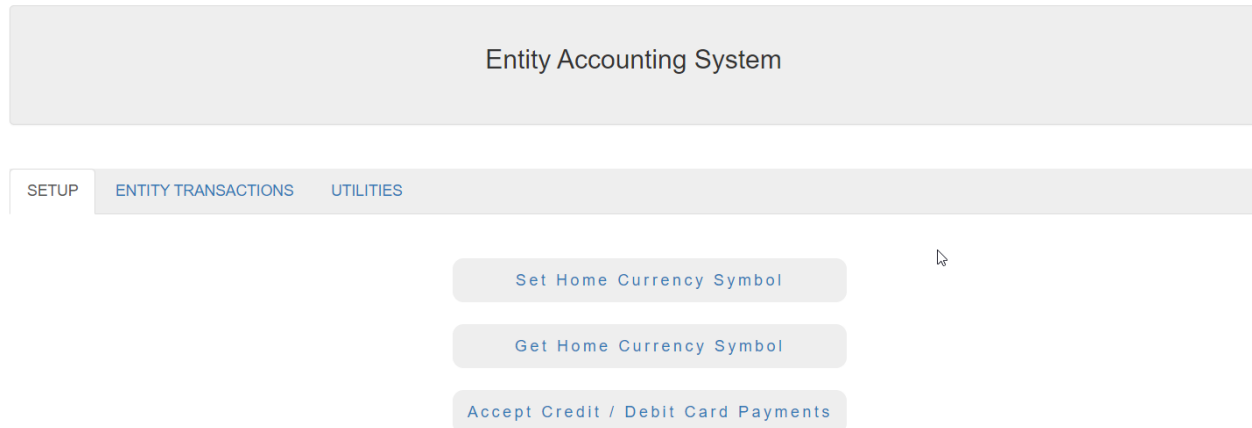 Entity Accounting System
SETUP ENTITY TRANSACTIONS UTILITIES
Set Home Currency Symbol
Get Home Currency Symbol
Accept Credit / Debit Card Payments